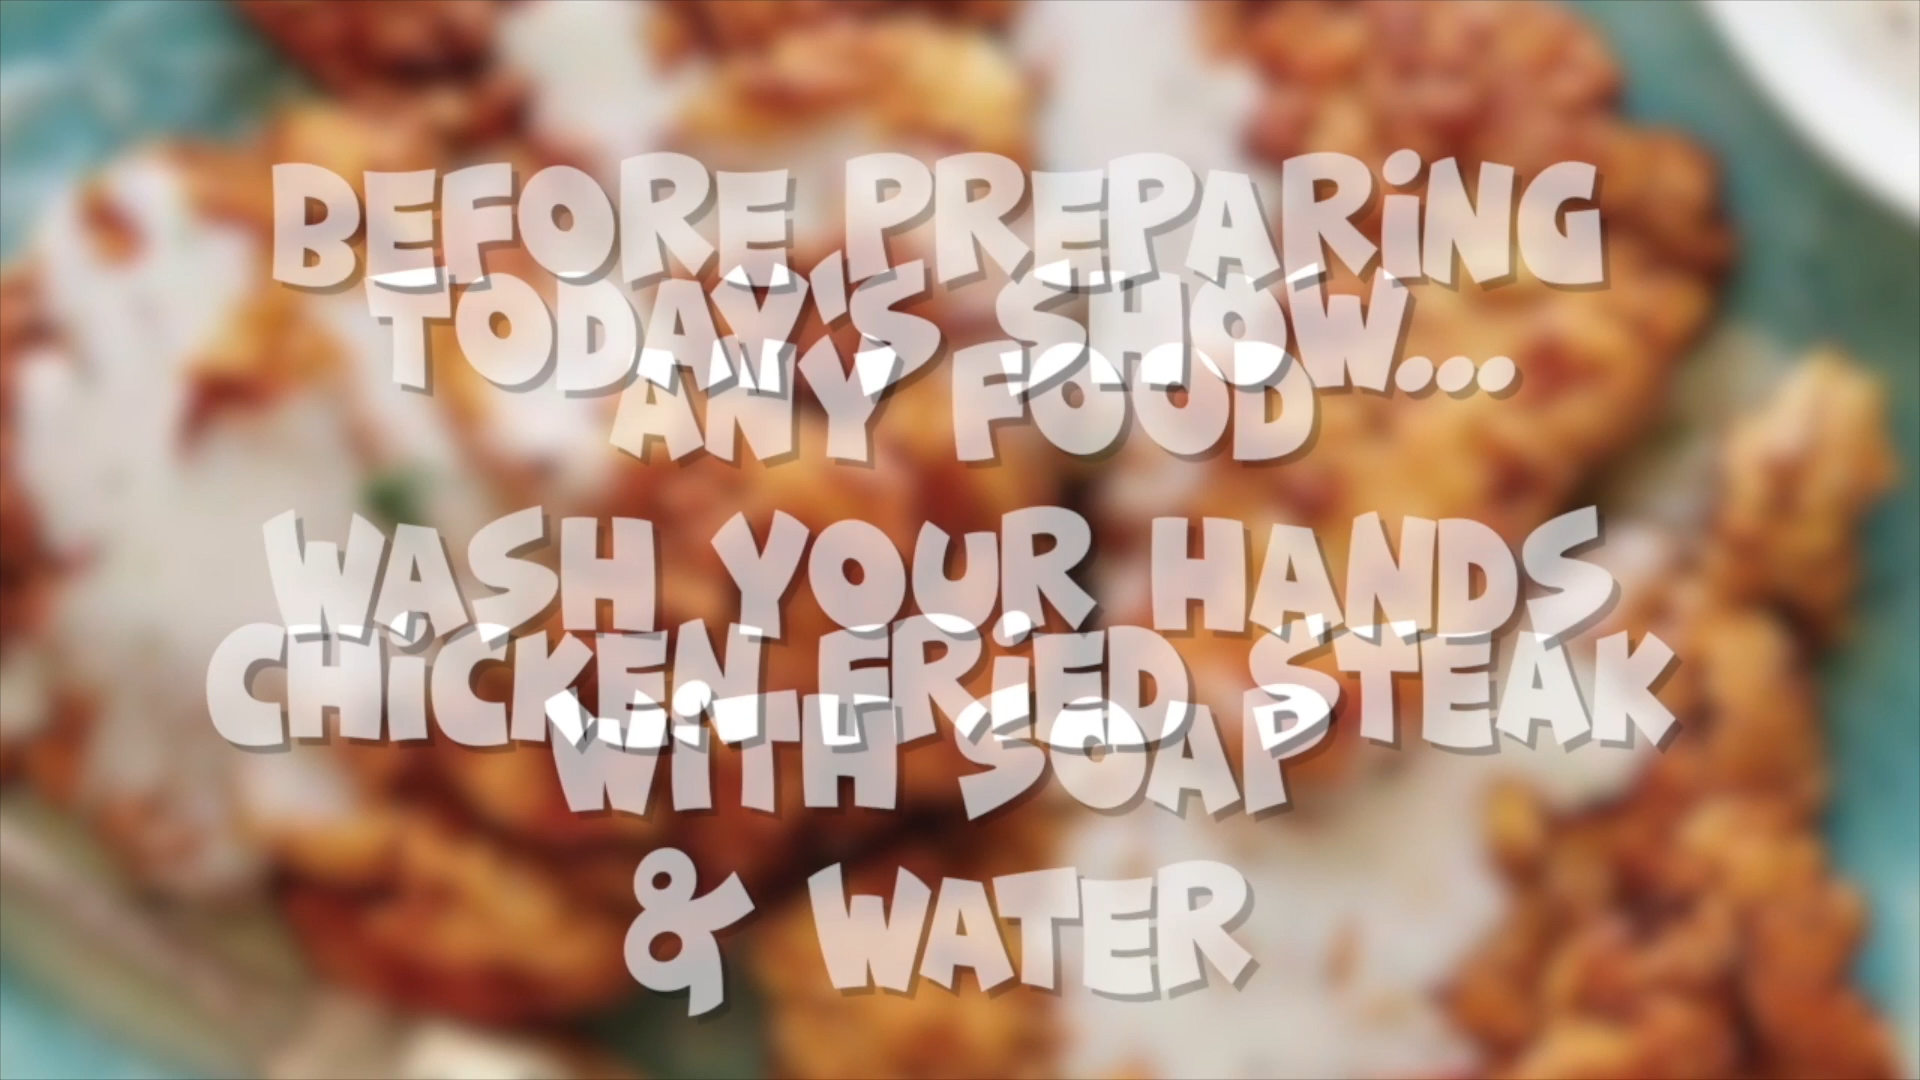 BEFORE PREPARING
TODAY'S SHOW...
ANY FOOD
WASH YOUR HANDS
CHICKEN FRIED STEAK
WITH SOAP
& WATER